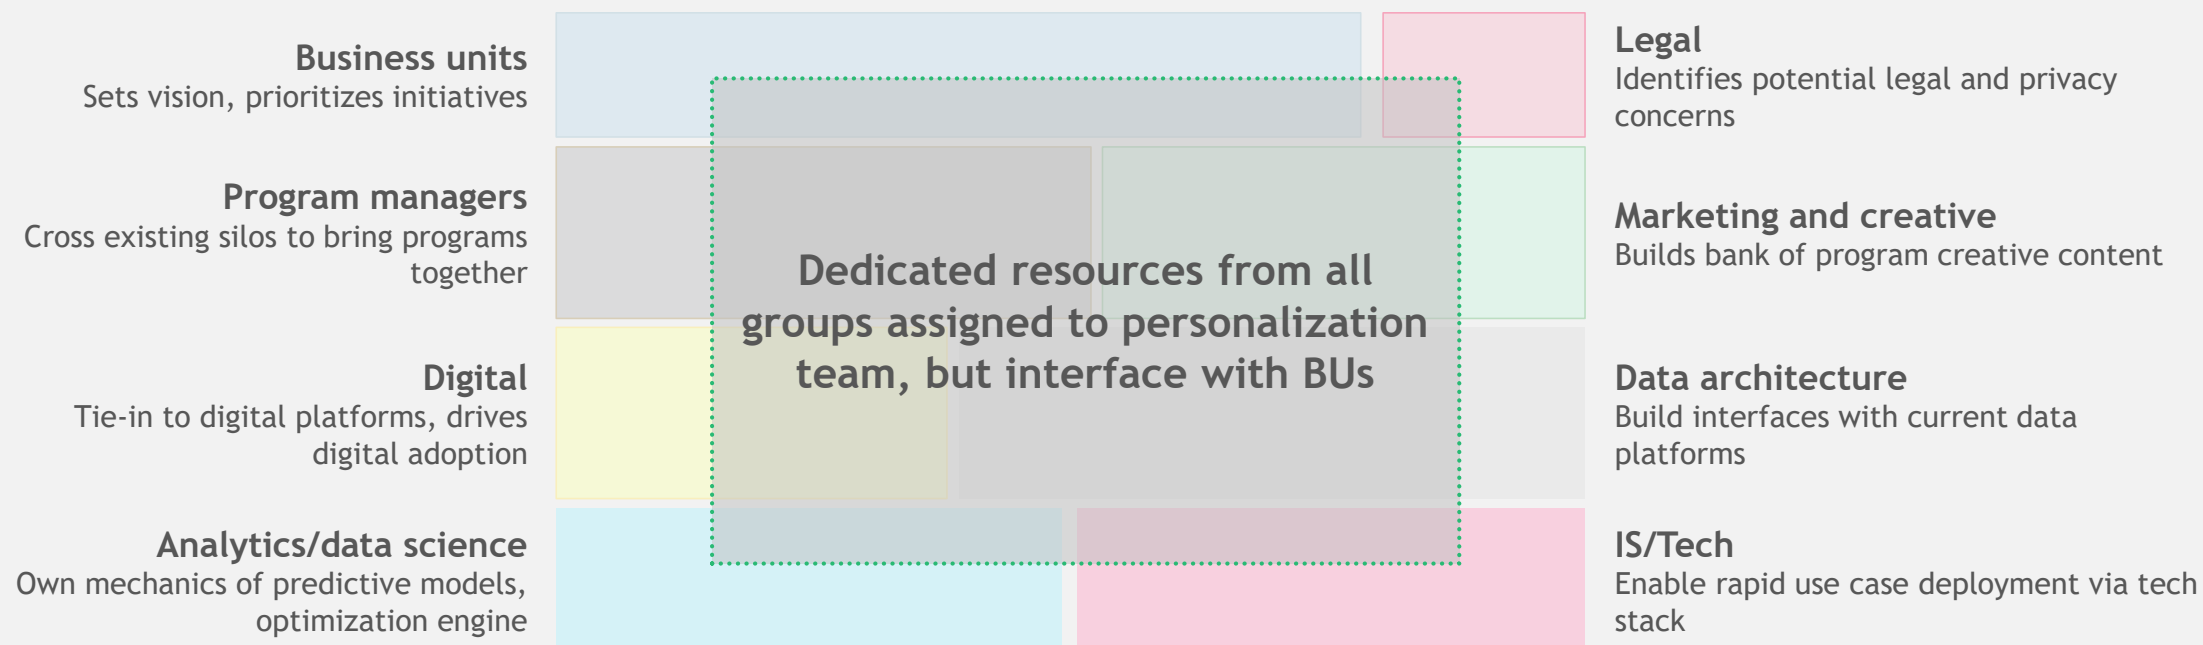 Business units
Sets vision, prioritizes initiatives
Program managers
Cross existing silos to bring programs
together
Digital
Tie-in to digital platforms, drives
digital adoption
Analytics/data science
Own mechanics of predictive models,
optimization engine
Dedicated resources from all
groups assigned to personalization
team, but interface with BUs
Legal
Identifies potential legal and privacy
concerns
Marketing and creative
Builds bank of program creative content
Data architecture
Build interfaces with current data
platforms
IS/Tech
Enable rapid use case deployment via tech
stack